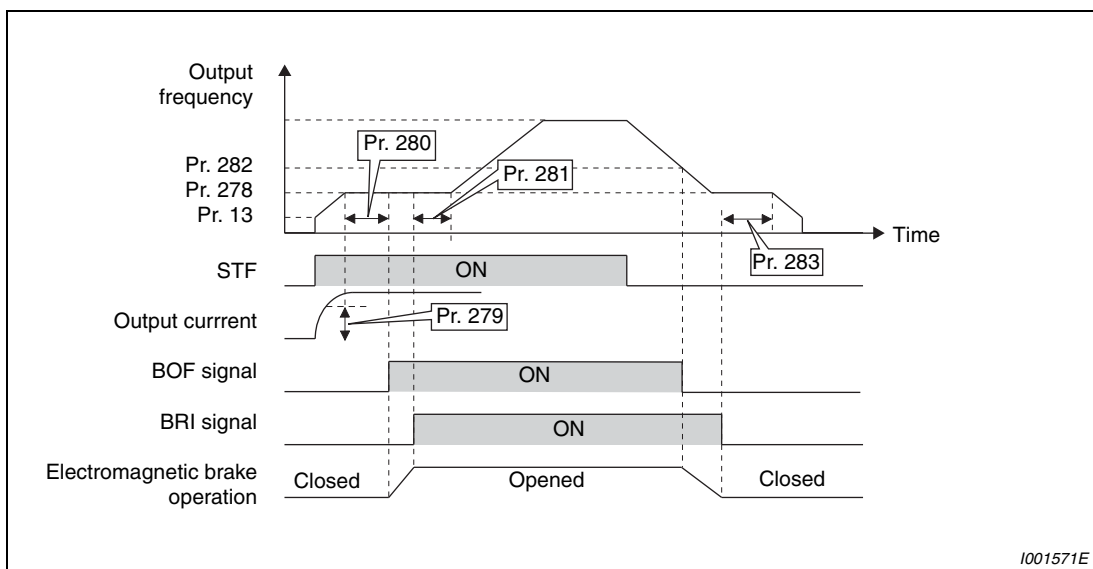 Output
frequency
Pr. 280
Pr. 282
Pr. 281
Pr. 278
Pr. 13
Time
Pr. 283
STF
ON
Output currrent
Pr. 279
BOF signal
ON
BRI signal
ON
Electromagnetic brake
operation
Closed
Opened
Closed
I001571E